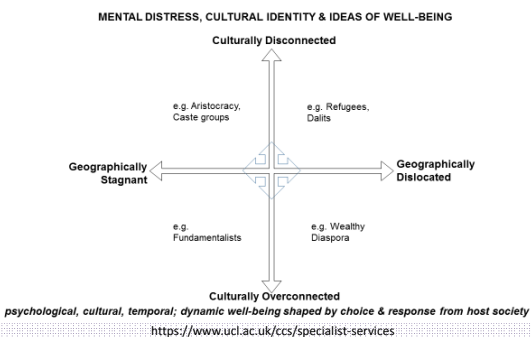 MENTAL DISTRESS, CULTURAL IDENTITY & IDEAS OF WELL-BEING
Culturally Disconnected
e.g. Aristocracy,
Caste groups
e.g. Refugees,
Dalits
Geographically
Stagnant
Geographically
Dislocated
e.g.
Fundamentalists
e.g. Wealthy
Diaspora
Culturally Overconnected
psychological, cultural, temporal; dynamic well-being shaped by choice & response from host society
https://www.ucl.ac.uk/ccs/specialist-services